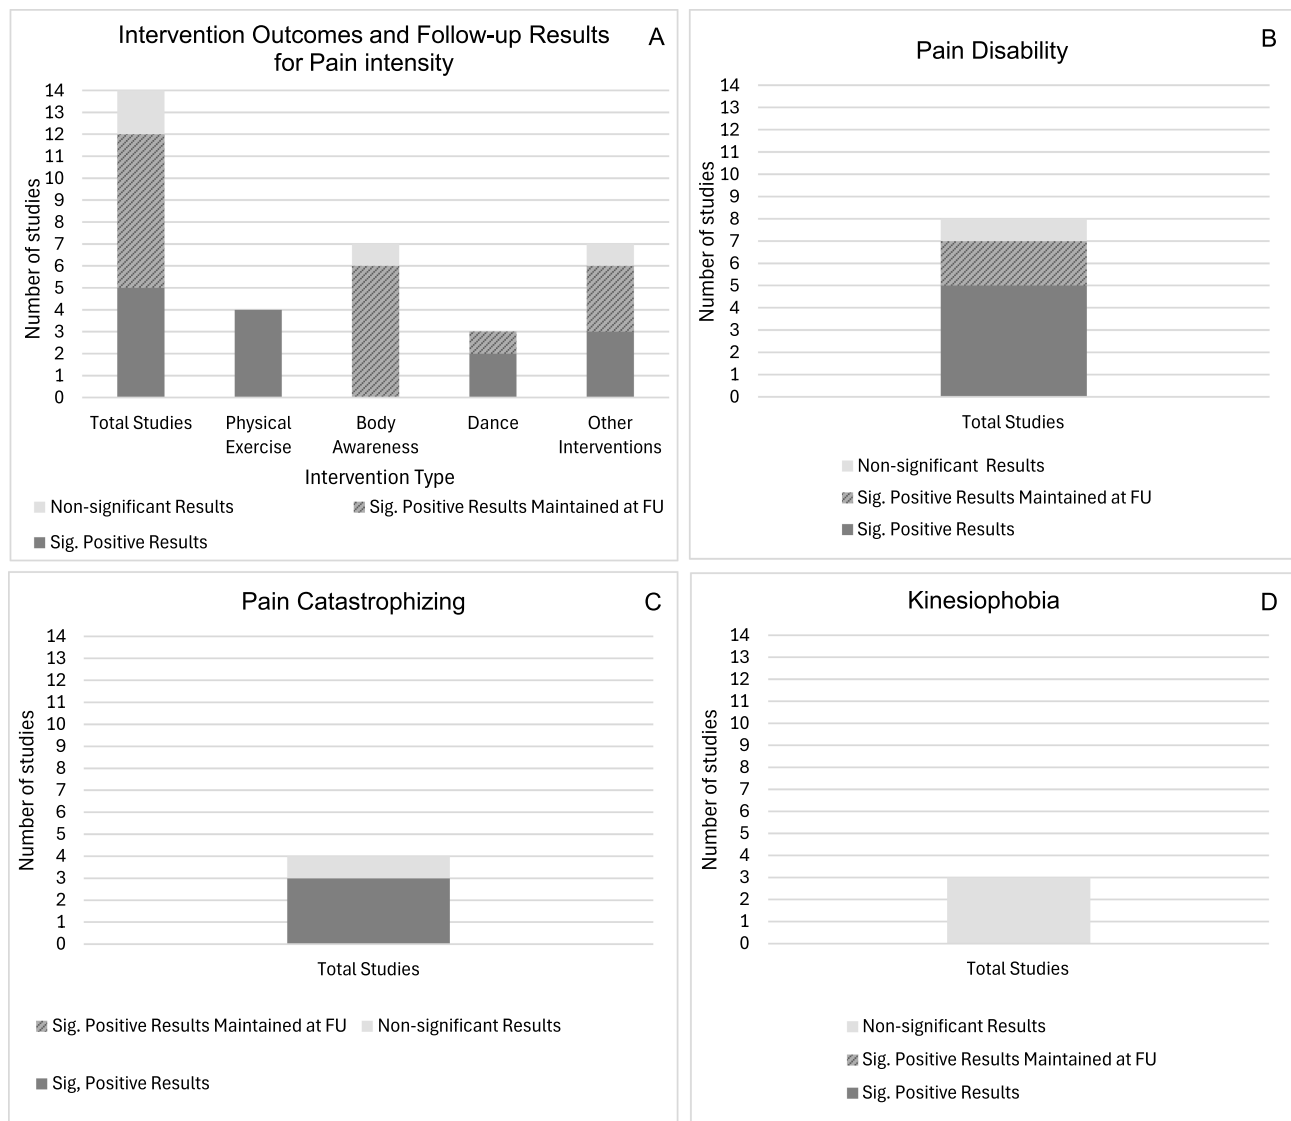 Intervention Outcomes and Follow-up Results
for Pain intensity
A
Number of studies
14
13
12
11
10
9
8
7
6
5
4
3
2
1
0
Total Studies
Physical
Exercise
Body
Awareness
Dance
Other
Interventions
Intervention Type
Non-significant Results
Sig. Positive Results Maintained at FU
Sig. Positive Results
Pain Disability
B
Number of studies
14
13
12
11
10
9
8
7
6
5
4
3
2
1
0
Total Studies
Non-significant Results
Sig. Positive Results Maintained at FU
Sig. Positive Results
Pain Catastrophizing
C
Number of studies
14
13
12
11
10
9
8
7
6
5
4
3
2
1
0
Total Studies
Sig. Positive Results Maintained at FU
Non-significant Results
Sig, Positive Results
Kinesiophobia
D
Number of studies
14
13
12
11
10
9
8
7
6
5
4
3
2
1
0
Total Studies
Non-significant Results
Sig. Positive Results Maintained at FU
Sig. Positive Results